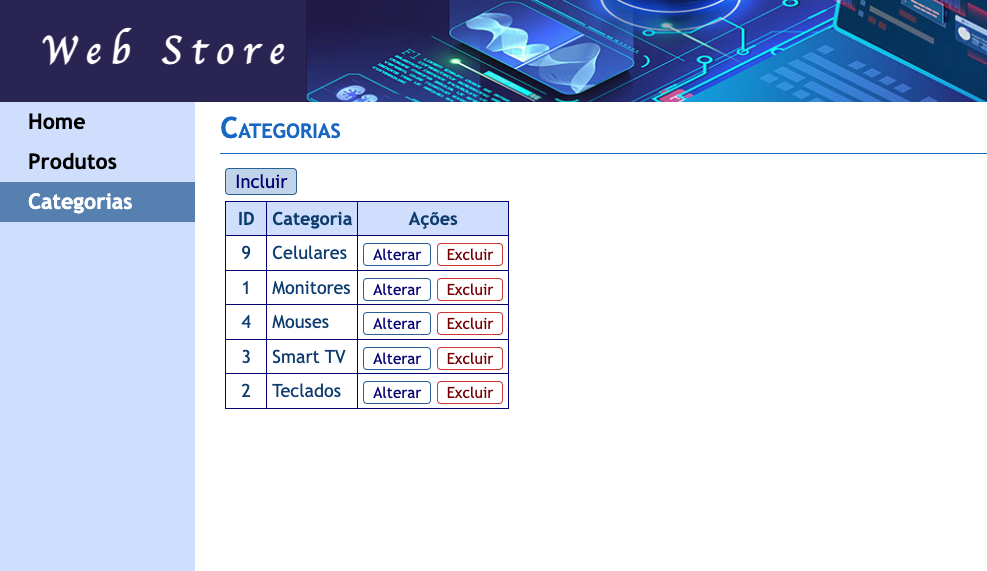 Web Store
Home
Produtos
Categorias
Categorias
Incluir
ID Categoria Ações
9 Celulares Alterar Excluir
1 Monitores Alterar Excluir
4 Mouses Alterar Excluir
3 Smart TV Alterar Excluir
2 Teclados Alterar Excluir